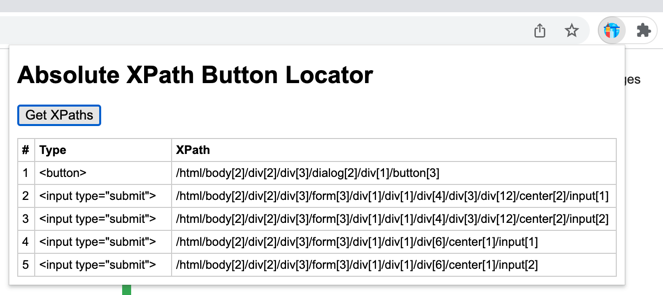 ges
Absolute XPath Button Locator
Get XPaths
# Type XPath
1 <button> /html/body[2]/div[2]/div[3]/dialog[2]/div[1]/button[3]
2 <input type="submit"> /html/body[2]/div[2]/div[3]/form[3]/div[1]/div[1]/div[4]/div[3]/div[12]/center[2]/input[1]
3 <input type="submit"> /html/body[2]/div[2]/div[3]/form[3]/div[1]/div[1]/div[4]/div[3]/div[12]/center[2]/input[2]
4 <input type="submit"> /html/body[2]/div[2]/div[3]/form[3]/div[1]/div[1]/div[6]/center[1]/input[1]
5 <input type="submit"> /html/body[2]/div[2]/div[3]/form[3]/div[1]/div[1]/div[6]/center[1]/input[2]